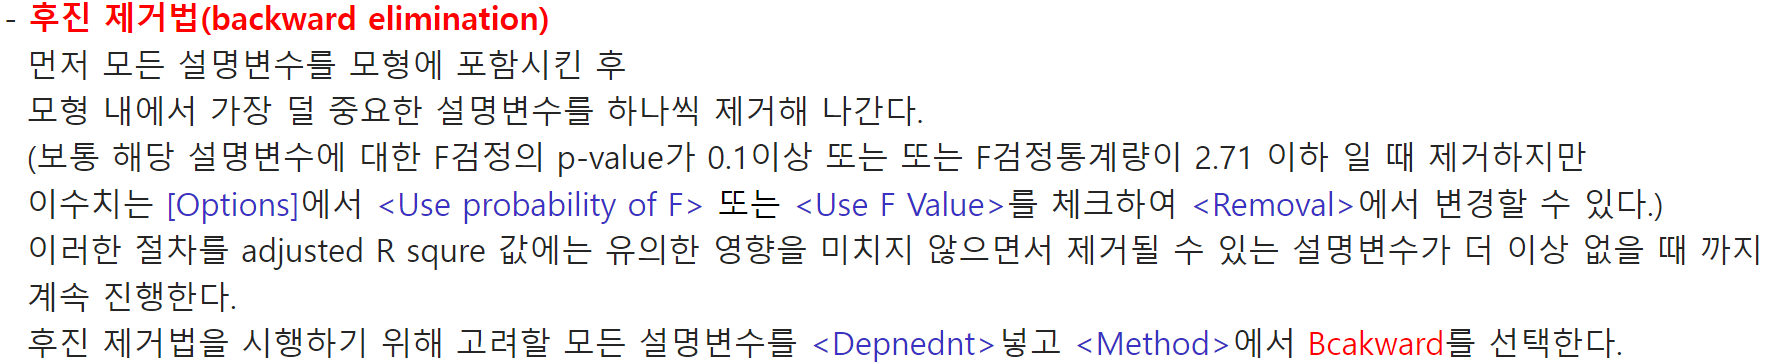 - 후진 제거법(backward elimination)
먼저 모든 설명변수를 모형에 포함시킨 후
모형 내에서 가장 덜 중요한 설명변수를 하나씩 제거해 나간다.
(보통 해당 설명변수에 대한 F검정의 p-value가 0.1이상 또는 또는 F검정통계량이 2.71 이하 일 때 제거하지만
이수치는 [Options]에서 <Use probability of F> 또는 <Use F Value>를 체크하여 <Removal>에서 변경할 수 있다.)
이러한 절차를 adjusted R squre 값에는 유의한 영향을 미치지 않으면서 제거될 수 있는 설명변수가 더 이상 없을 때 까지
계속 진행한다.
후진 제거법을 시행하기 위해 고려할 모든 설명변수를 <Depnednt>넣고 <Method>에서 Bcakward를 선택한다.